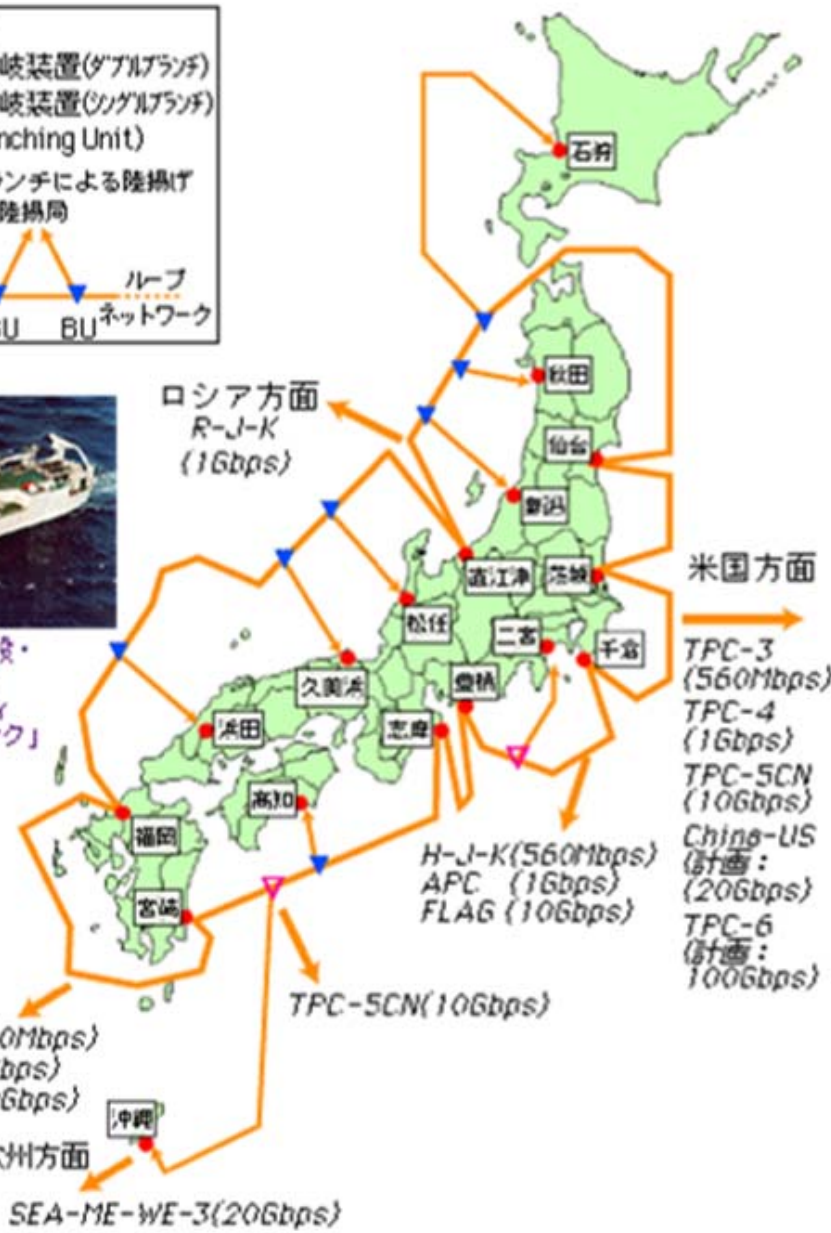 岐装置(ダブルブランチ)
岐装置(シングルブランチ)
nching Unit)
ランチによる陸揚げ
陸揚局
ループ
ネットワーク
BU
石狩
秋田
仙台
新潟
直江津
茨城
松任
二宮
千倉
久美浜
豊橋
浜田
志摩
高知
福岡
宮崎
沖縄
ロシア方面
R-J-K
(1Gbps)
米国方面
TPC-3
(560Mbps)
TPC-4
(1Gbps)
TPC-5CN
(10Gbps)
China-US
(計画:
(20Gbps)
TPC-6
(計画:
100Gbps)
H-J-K(560Mbps)
APC (1Gbps)
FLAG (10Gbps)
TPC-5CN(10Gbps)
0Mbps)
bps)
Gbps)
州方面
SEA-ME-WE-3(20Gbps)